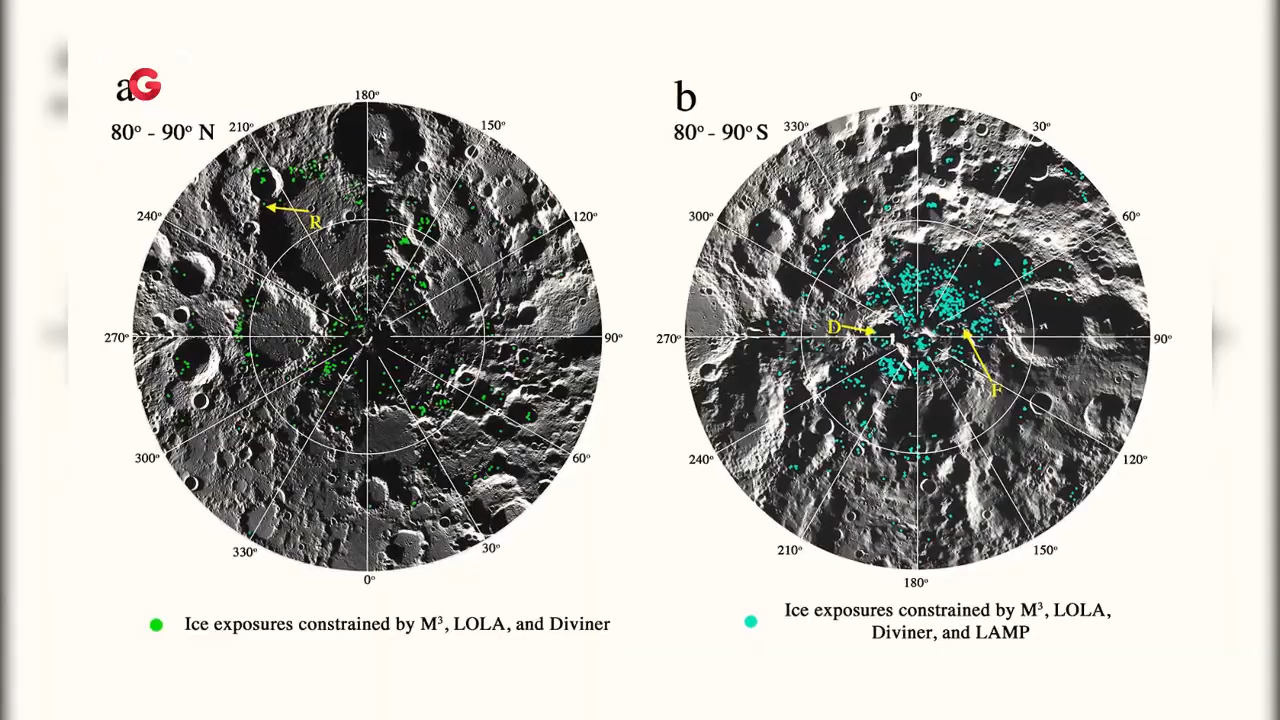 a
G
80° - 90° N
180°
150°
120°
90°
60°
30°
0°
330°
300°
270°
240°
210°
R
Ice exposures constrained by M³, LOLA, and Diviner
b
80° - 90° S
0°
30°
60°
90°
120°
150°
180°
210°
240°
270°
300°
330°
D
Ice exposures constrained by M³, LOLA,
Diviner, and LAMP